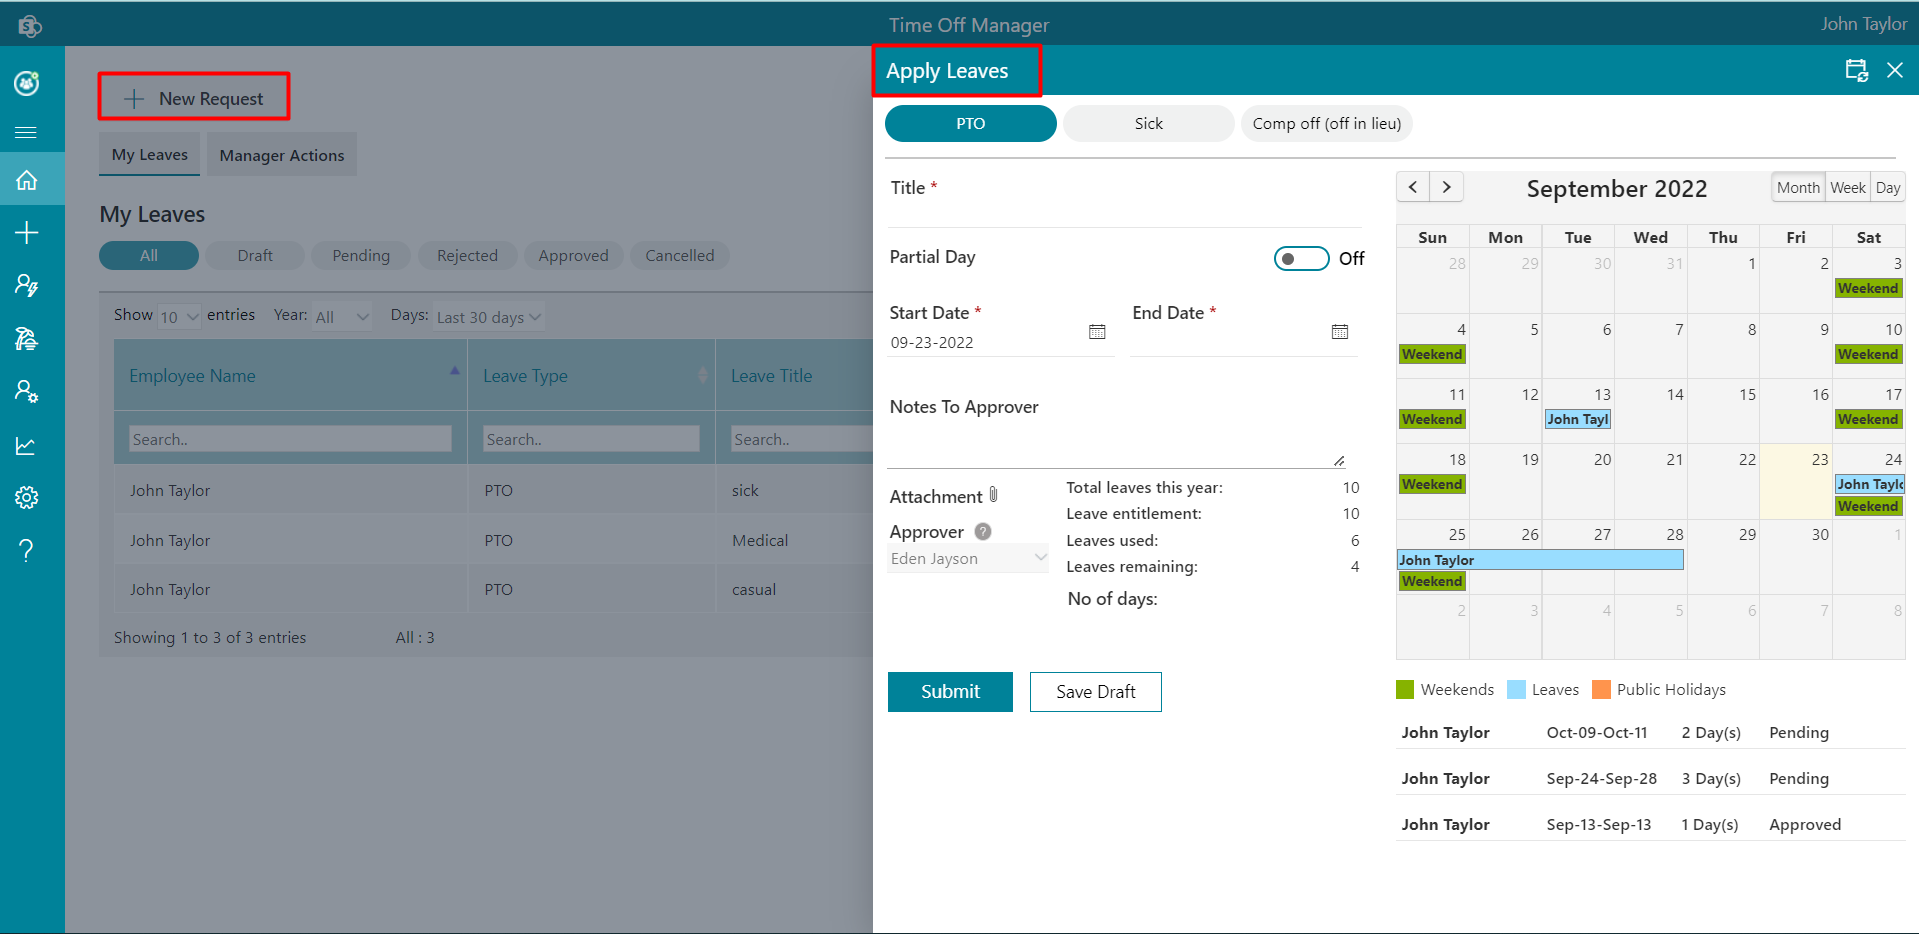 Time Off Manager
John Taylor
New Request
My Leaves Manager Actions
My Leaves
All Draft Pending Rejected Approved Cancelled
Show 10 entries Year: All Days: Last 30 days
Employee Name Leave Type Leave Title
Search.. Search.. Search..
John Taylor PTO sick
John Taylor PTO Medical
John Taylor PTO casual
Showing 1 to 3 of 3 entries All : 3
Apply Leaves
PTO Sick Comp off (off in lieu)
Title *
Partial Day Off
Start Date * End Date *
09-23-2022
Notes To Approver
Attachment
Approver ?
Eden Jayson
Total leaves this year: 10
Leave entitlement: 10
Leaves used: 6
Leaves remaining: 4
No of days:
Submit Save Draft
September 2022
Month Week Day
Sun Mon Tue Wed Thu Fri Sat
28 29 30 31 1 2 3
Weekend
4 5 6 7 8 9 10
Weekend Weekend
11 12 13 14 15 16 17
Weekend John Tayl Weekend
18 19 20 21 22 23 24
Weekend John Taylo
Weekend
25 26 27 28 29 30 1
John Taylor
Weekend
2 3 4 5 6 7 8
Weekends Leaves Public Holidays
John Taylor Oct-09-Oct-11 2 Day(s) Pending
John Taylor Sep-24-Sep-28 3 Day(s) Pending
John Taylor Sep-13-Sep-13 1 Day(s) Approved